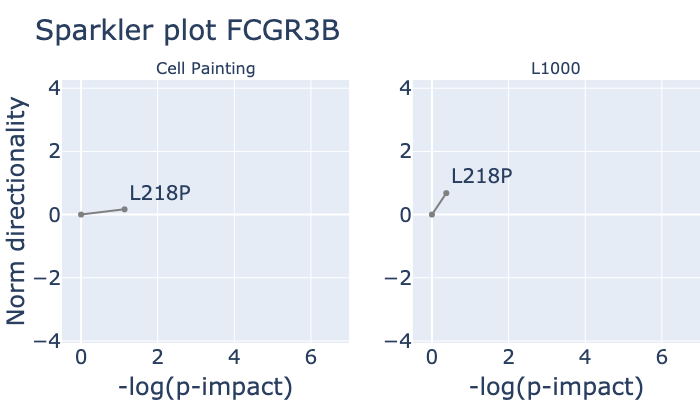 Sparkler plot FCGR3B
Cell Painting
L1000
Norm directionality
4
2
0
−2
−4
L218P
0
2
4
6
-log(p-impact)
4
2
0
−2
−4
L218P
0
2
4
6
-log(p-impact)